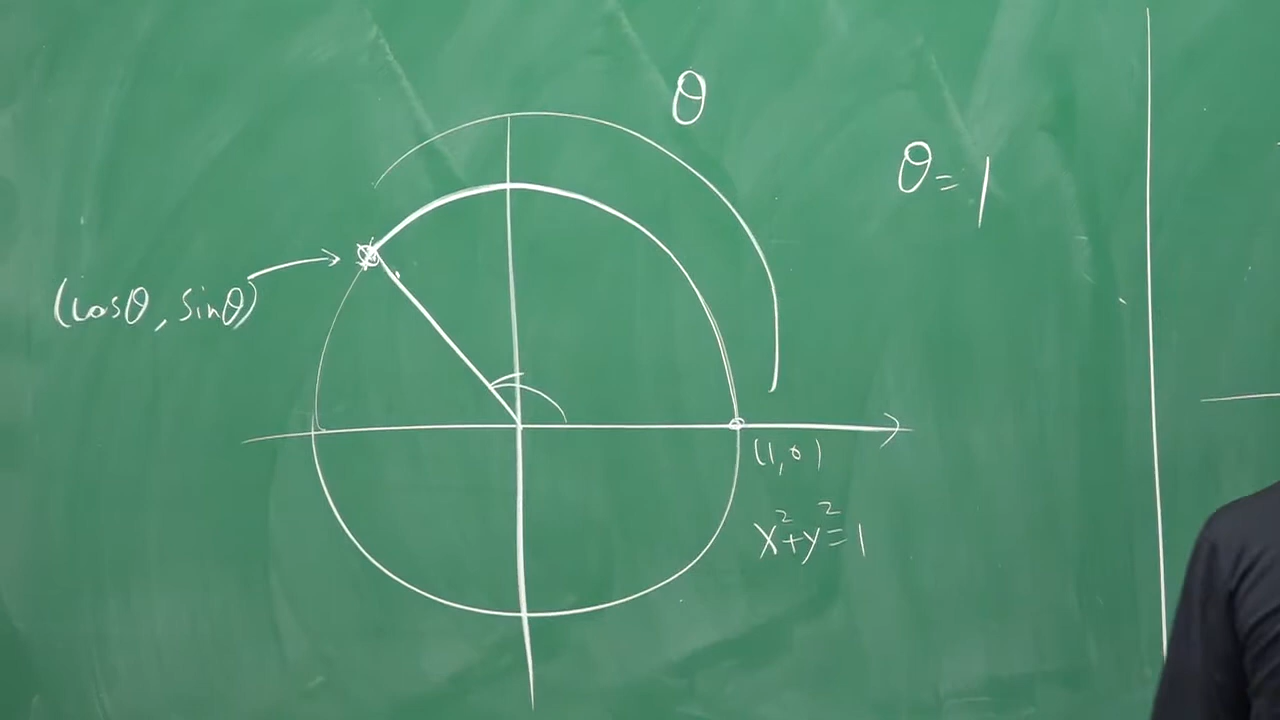 θ
θ=1
(cosθ, sinθ)
(1,0)
x²+y²=1